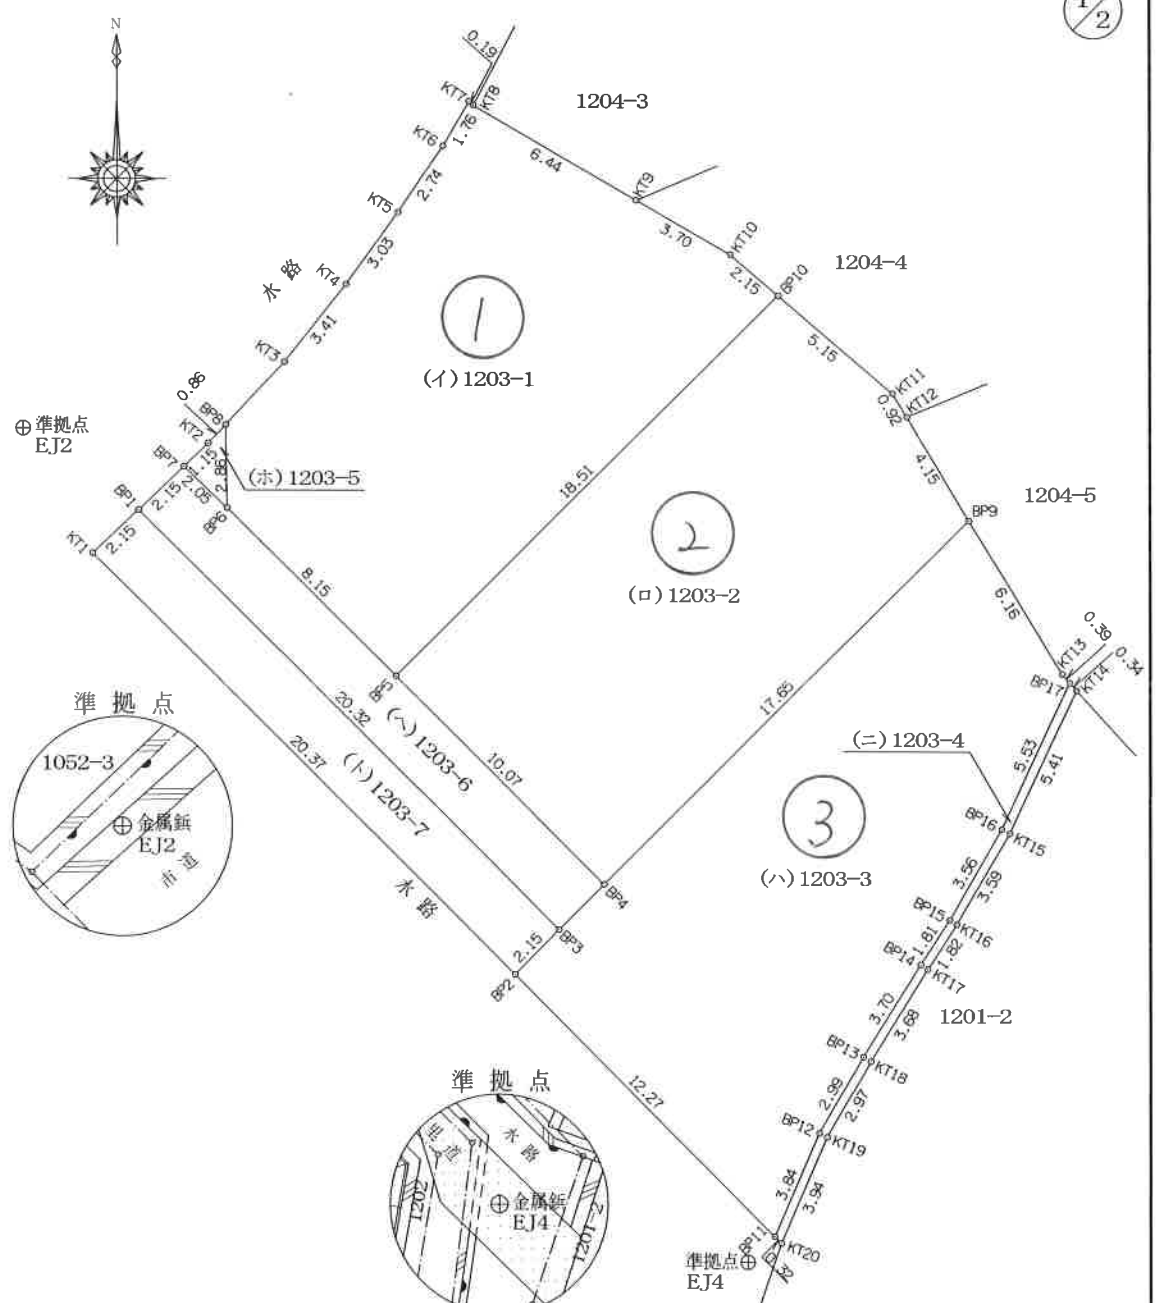 1/2
N
0.19
KT7
KT8
1204-3
KT6
1.76
6.44
2.74
KT9
KT5
3.03
3.70
KT10
水路
KT4
2.15
BP10
1204-4
3.41
1
5.15
KT3
(イ)1203-1
KT11
KT12
0.92
0.86
BP8
準拠点
EJ2
KT2
1.15
BP7
4.15
2.86
(ホ)1203-5
18.51
2.05
1204-5
BP1
2.15
BP6
BP9
KT1
2.15
2
8.15
(ロ)1203-2
6.16
0.39
0.34
KT13
KT14
BP17
BP5
17.65
準拠点
20.32
(ヘ)1203-6
(ニ)1203-4
1052-3
20.37
(ト)1203-7
10.07
5.53
5.41
金属鋲
EJ2
市道
3
BP16
KT15
(ハ)1203-3
3.56
3.59
水路
BP4
BP15
KT16
BP3
1.81
1.82
2.15
BP14
KT17
BP2
3.70
3.68
1201-2
BP13
KT18
準拠点
12.27
2.99
2.97
BP12
KT19
里道
水路
3.84
3.94
1202
金属鋲
EJ4
1201-2
BP11
KT20
準拠点
EJ4
0.32